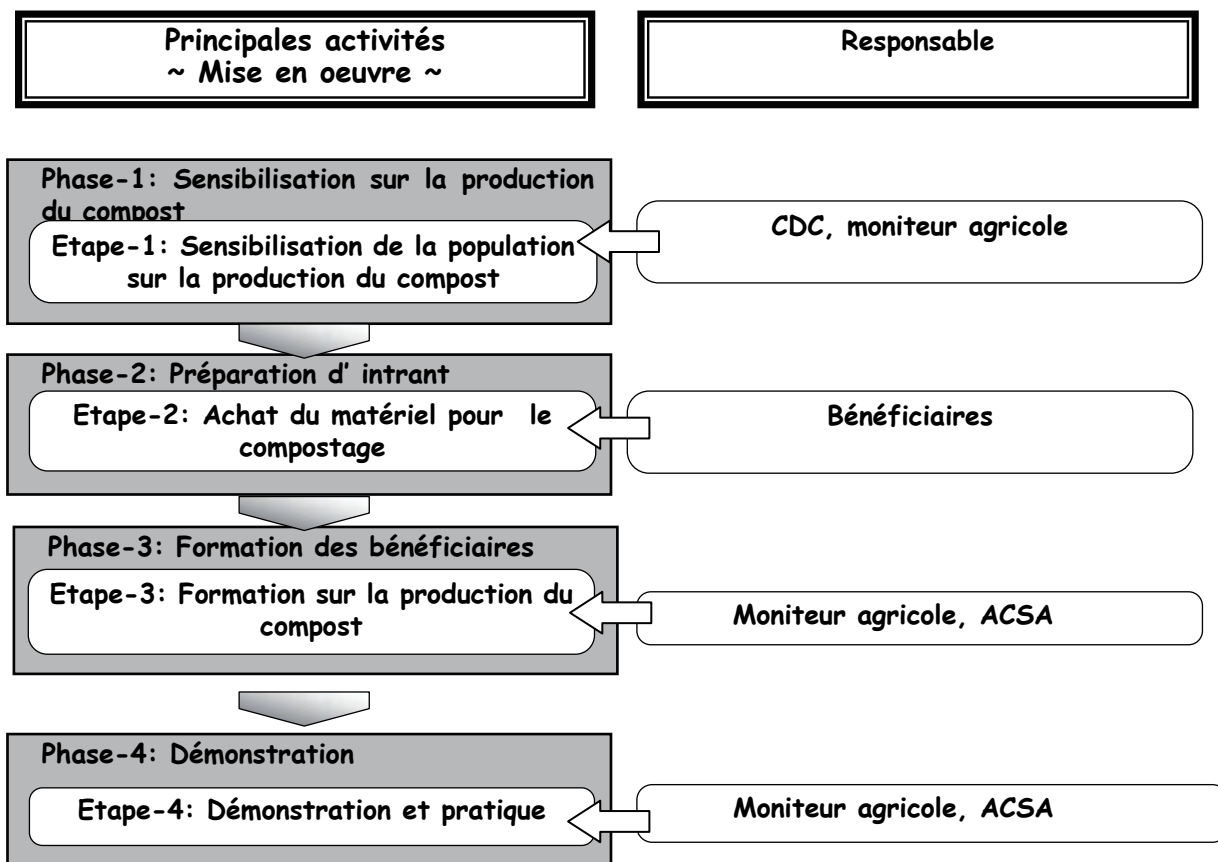 Principales activités
~ Mise en oeuvre ~
Responsable
Phase-1: Sensibilisation sur la production
du compost
Etape-1: Sensibilisation de la population
sur la production du compost
CDC, moniteur agricole
Phase-2: Préparation d' intrant
Etape-2: Achat du matériel pour le
compostage
Bénéficiaires
Phase-3: Formation des bénéficiaires
Etape-3: Formation sur la production du
compost
Moniteur agricole, ACSA
Phase-4: Démonstration
Etape-4: Démonstration et pratique
Moniteur agricole, ACSA